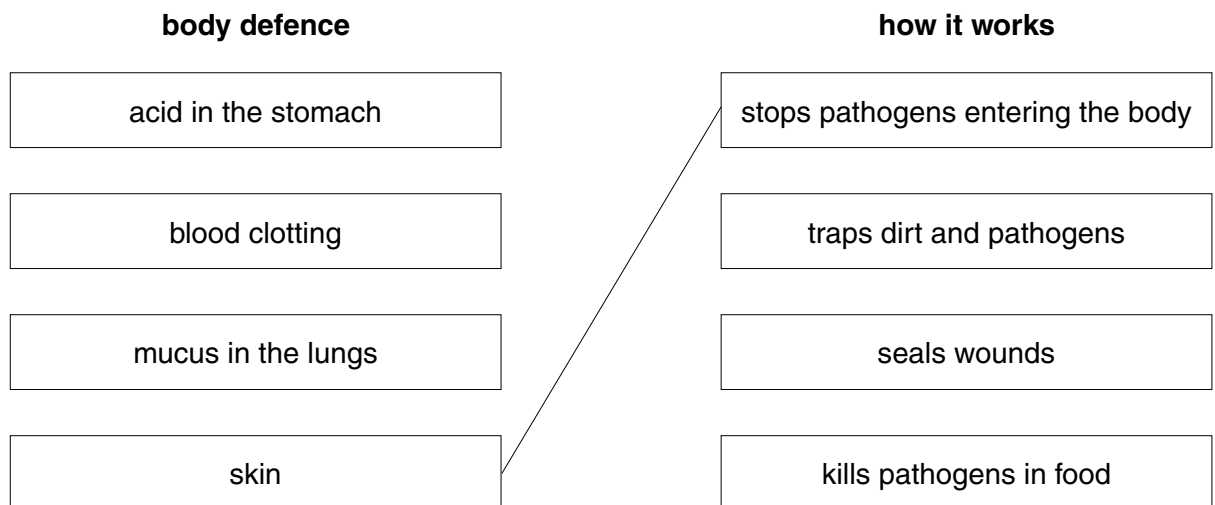 body defence
how it works
acid in the stomach
stops pathogens entering the body
blood clotting
traps dirt and pathogens
mucus in the lungs
seals wounds
skin
kills pathogens in food